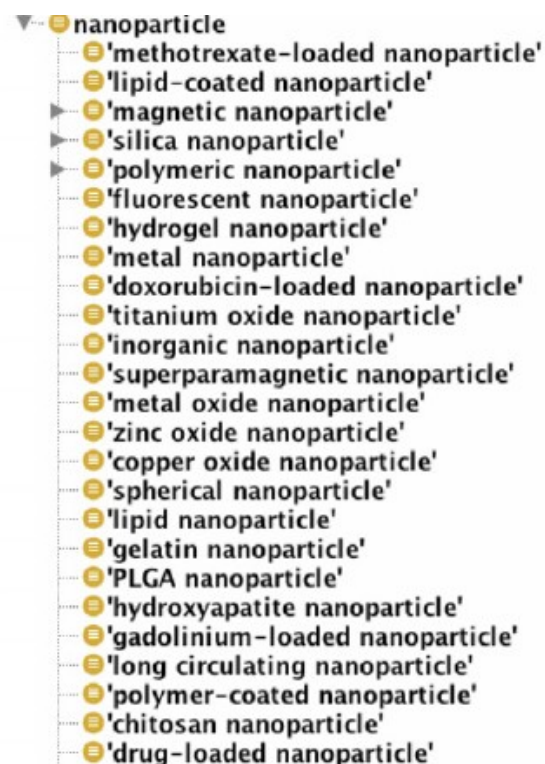 nanoparticle
'methotrexate-loaded nanoparticle'
'lipid-coated nanoparticle'
'magnetic nanoparticle'
'silica nanoparticle'
'polymeric nanoparticle'
'fluorescent nanoparticle'
'hydrogel nanoparticle'
'metal nanoparticle'
'doxorubicin-loaded nanoparticle'
'titanium oxide nanoparticle'
'inorganic nanoparticle'
'superparamagnetic nanoparticle'
'metal oxide nanoparticle'
'zinc oxide nanoparticle'
'copper oxide nanoparticle'
'spherical nanoparticle'
'lipid nanoparticle'
'gelatin nanoparticle'
'PLGA nanoparticle'
'hydroxyapatite nanoparticle'
'gadolinium-loaded nanoparticle'
'long circulating nanoparticle'
'polymer-coated nanoparticle'
'chitosan nanoparticle'
'drug-loaded nanoparticle'